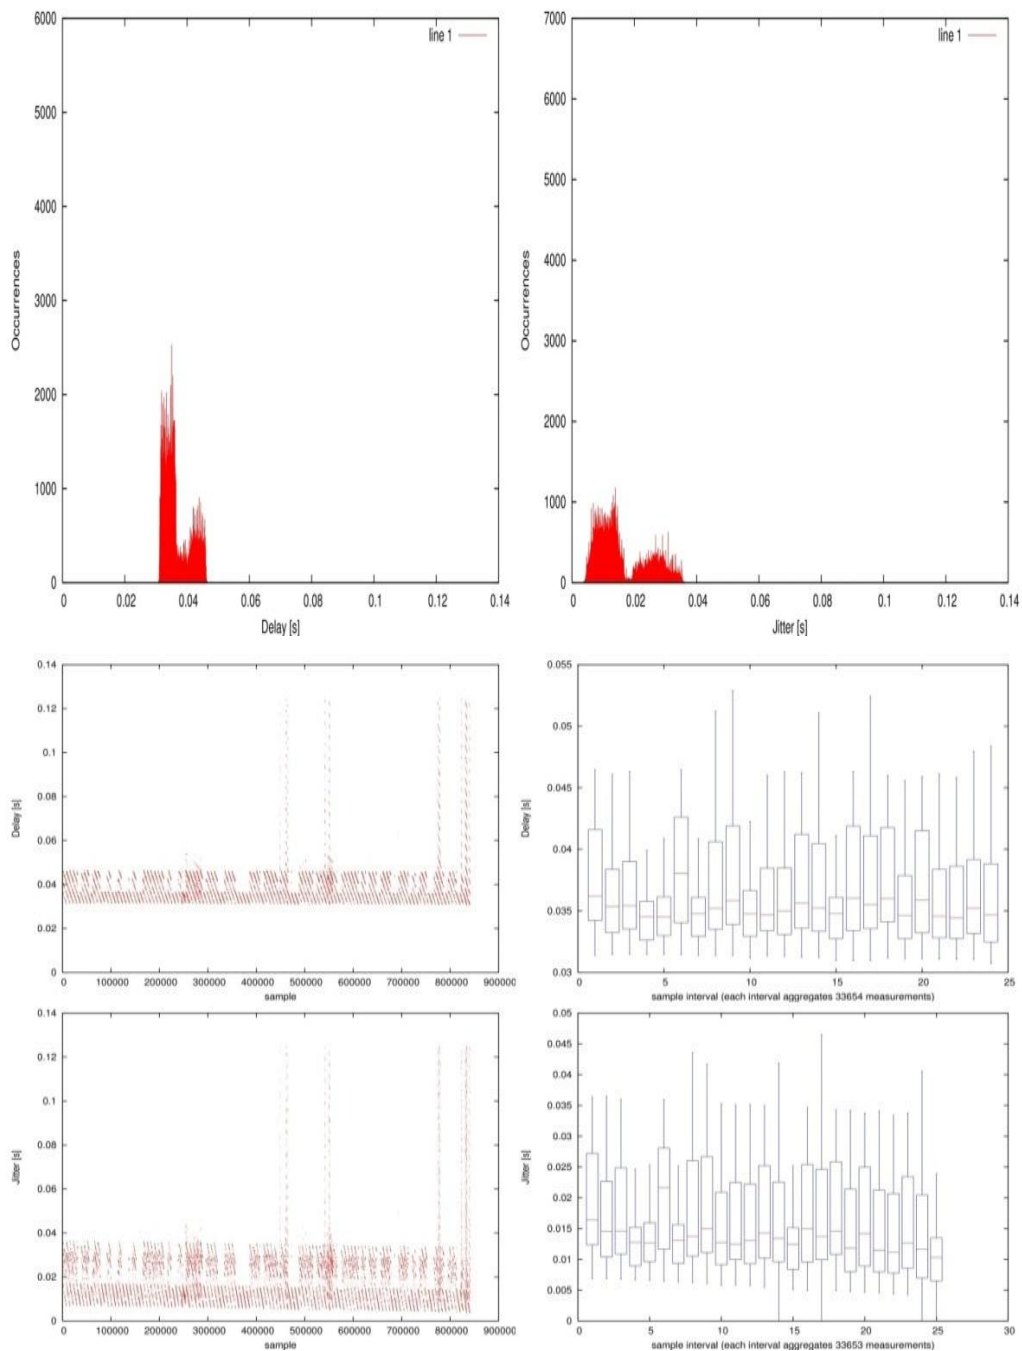 6000
5000
4000
3000
2000
1000
0
line 1
Occurrences
0 0.02 0.04 0.06 0.08 0.1 0.12 0.14
Delay [s]
7000
6000
5000
4000
3000
2000
1000
0
line 1
Occurrences
0 0.02 0.04 0.06 0.08 0.1 0.12 0.14
Jitter [s]
0.14
0.12
0.1
0.08
0.06
0.04
0.02
0
Delay [s]
0 100000 200000 300000 400000 500000 600000 700000 800000 900000
sample
0.055
0.05
0.045
0.04
0.035
0.03
Delay [s]
0 5 10 15 20 25
sample interval (each interval aggregates 33654 measurements)
0.14
0.12
0.1
0.08
0.06
0.04
0.02
0
Jitter [s]
0 100000 200000 300000 400000 500000 600000 700000 800000 900000
sample
0.05
0.045
0.04
0.035
0.03
0.025
0.02
0.015
0.01
0.005
0
Jitter [s]
0 5 10 15 20 25 30
sample interval (each interval aggregates 33653 measurements)